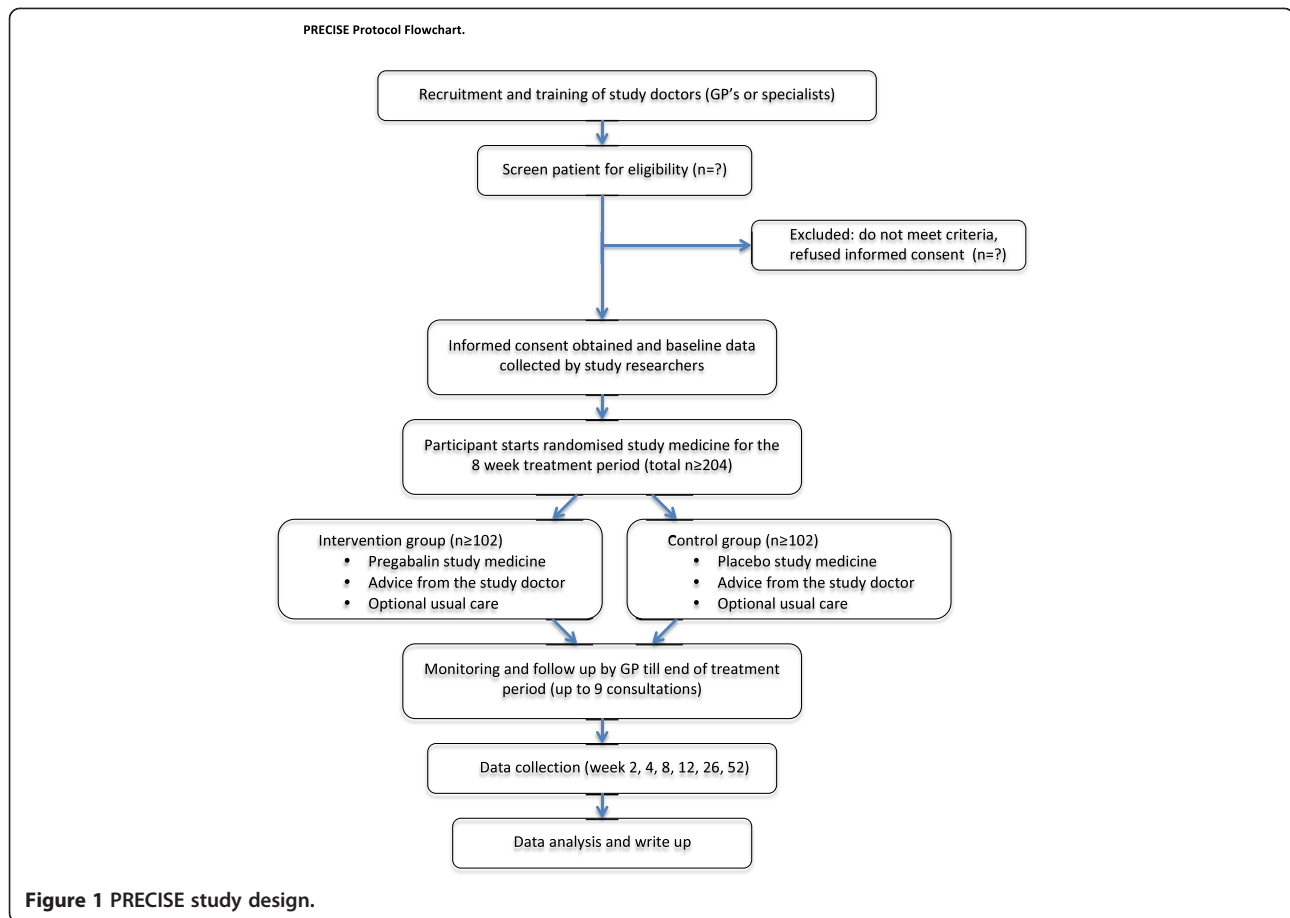 PRECISE Protocol Flowchart.
Recruitment and training of study doctors (GP's or specialists)
Screen patient for eligibility (n=?)
Excluded: do not meet criteria,
refused informed consent (n=?)
Informed consent obtained and baseline data
collected by study researchers
Participant starts randomised study medicine for the
8 week treatment period (total n≥204)
Intervention group (n≥102)
• Pregabalin study medicine
• Advice from the study doctor
• Optional usual care
Control group (n≥102)
• Placebo study medicine
• Advice from the study doctor
• Optional usual care
Monitoring and follow up by GP till end of treatment
period (up to 9 consultations)
Data collection (week 2, 4, 8, 12, 26, 52)
Data analysis and write up
Figure 1 PRECISE study design.